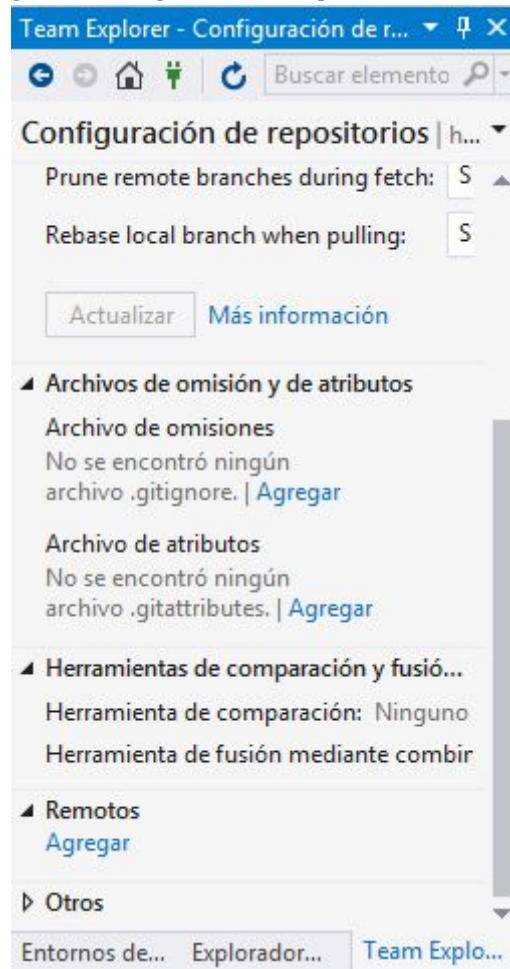 Team Explorer - Configuración de r...
Buscar elemento
Configuración de repositorios | h...
Prune remote branches during fetch: S
Rebase local branch when pulling: S
Actualizar Más información
Archivos de omisión y de atributos
Archivo de omisiones
No se encontró ningún
archivo .gitignore. | Agregar
Archivo de atributos
No se encontró ningún
archivo .gitattributes. | Agregar
Herramientas de comparación y fusió...
Herramienta de comparación: Ninguno
Herramienta de fusión mediante combir
Remotos
Agregar
Otros
Entornos de... Explorador... Team Explo...